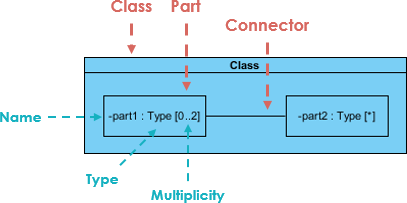 Class Part
Connector
Class
-part1 : Type [0..2]
-part2 : Type [*]
Name
Type
Multiplicity